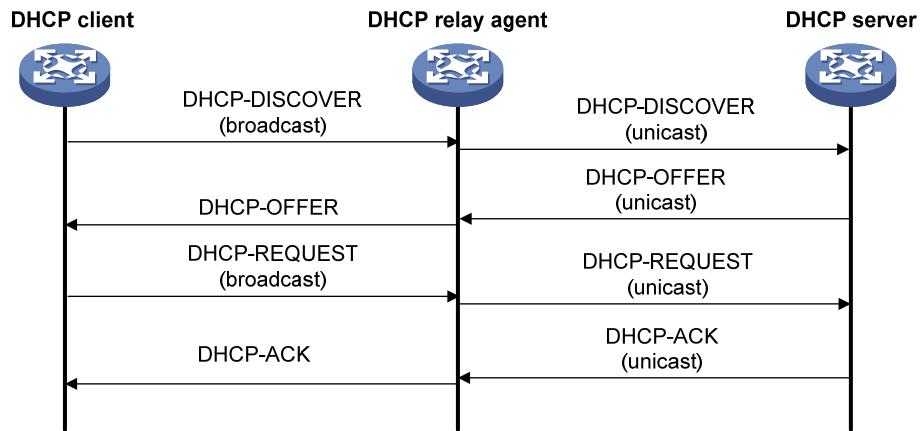 DHCP client
DHCP relay agent
DHCP server
DHCP-DISCOVER
(broadcast)
DHCP-DISCOVER
(unicast)
DHCP-OFFER
(unicast)
DHCP-OFFER
DHCP-REQUEST
(broadcast)
DHCP-REQUEST
(unicast)
DHCP-ACK
(unicast)
DHCP-ACK